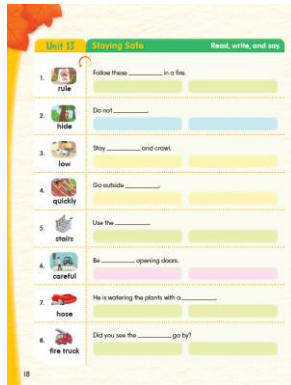 Unit 13 Staying Safe Read, write, and say.
1. rule Follow these ________ in a fire.
2. hide Do not ________.
3. low Stay ________ and crawl.
4. quickly Go outside ________.
5. stairs Use the ________.
6. careful Be ________ opening doors.
7. hose He is watering the plants with a ________.
8. fire truck Did you see the ________ go by?
18